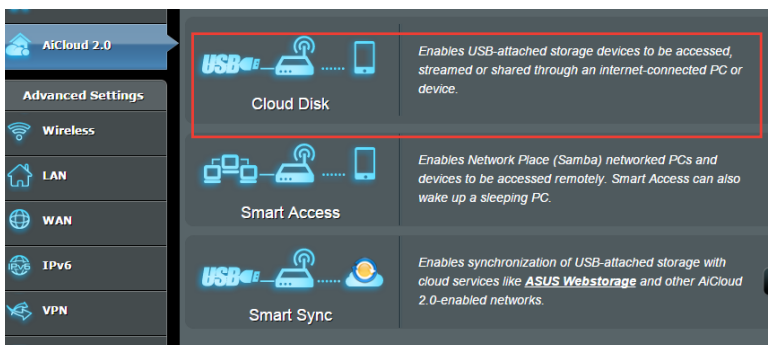 AiCloud 2.0
Advanced Settings
Wireless
LAN
WAN
IPv6
IPv6
VPN
USB
Cloud Disk
Enables USB-attached storage devices to be accessed,
streamed or shared through an internet-connected PC or
device.
Smart Access
Enables Network Place (Samba) networked PCs and
devices to be accessed remotely. Smart Access can also
wake up a sleeping PC.
USB
Smart Sync
Enables synchronization of USB-attached storage with
cloud services like ASUS Webstorage and other AiCloud
2.0-enabled networks.